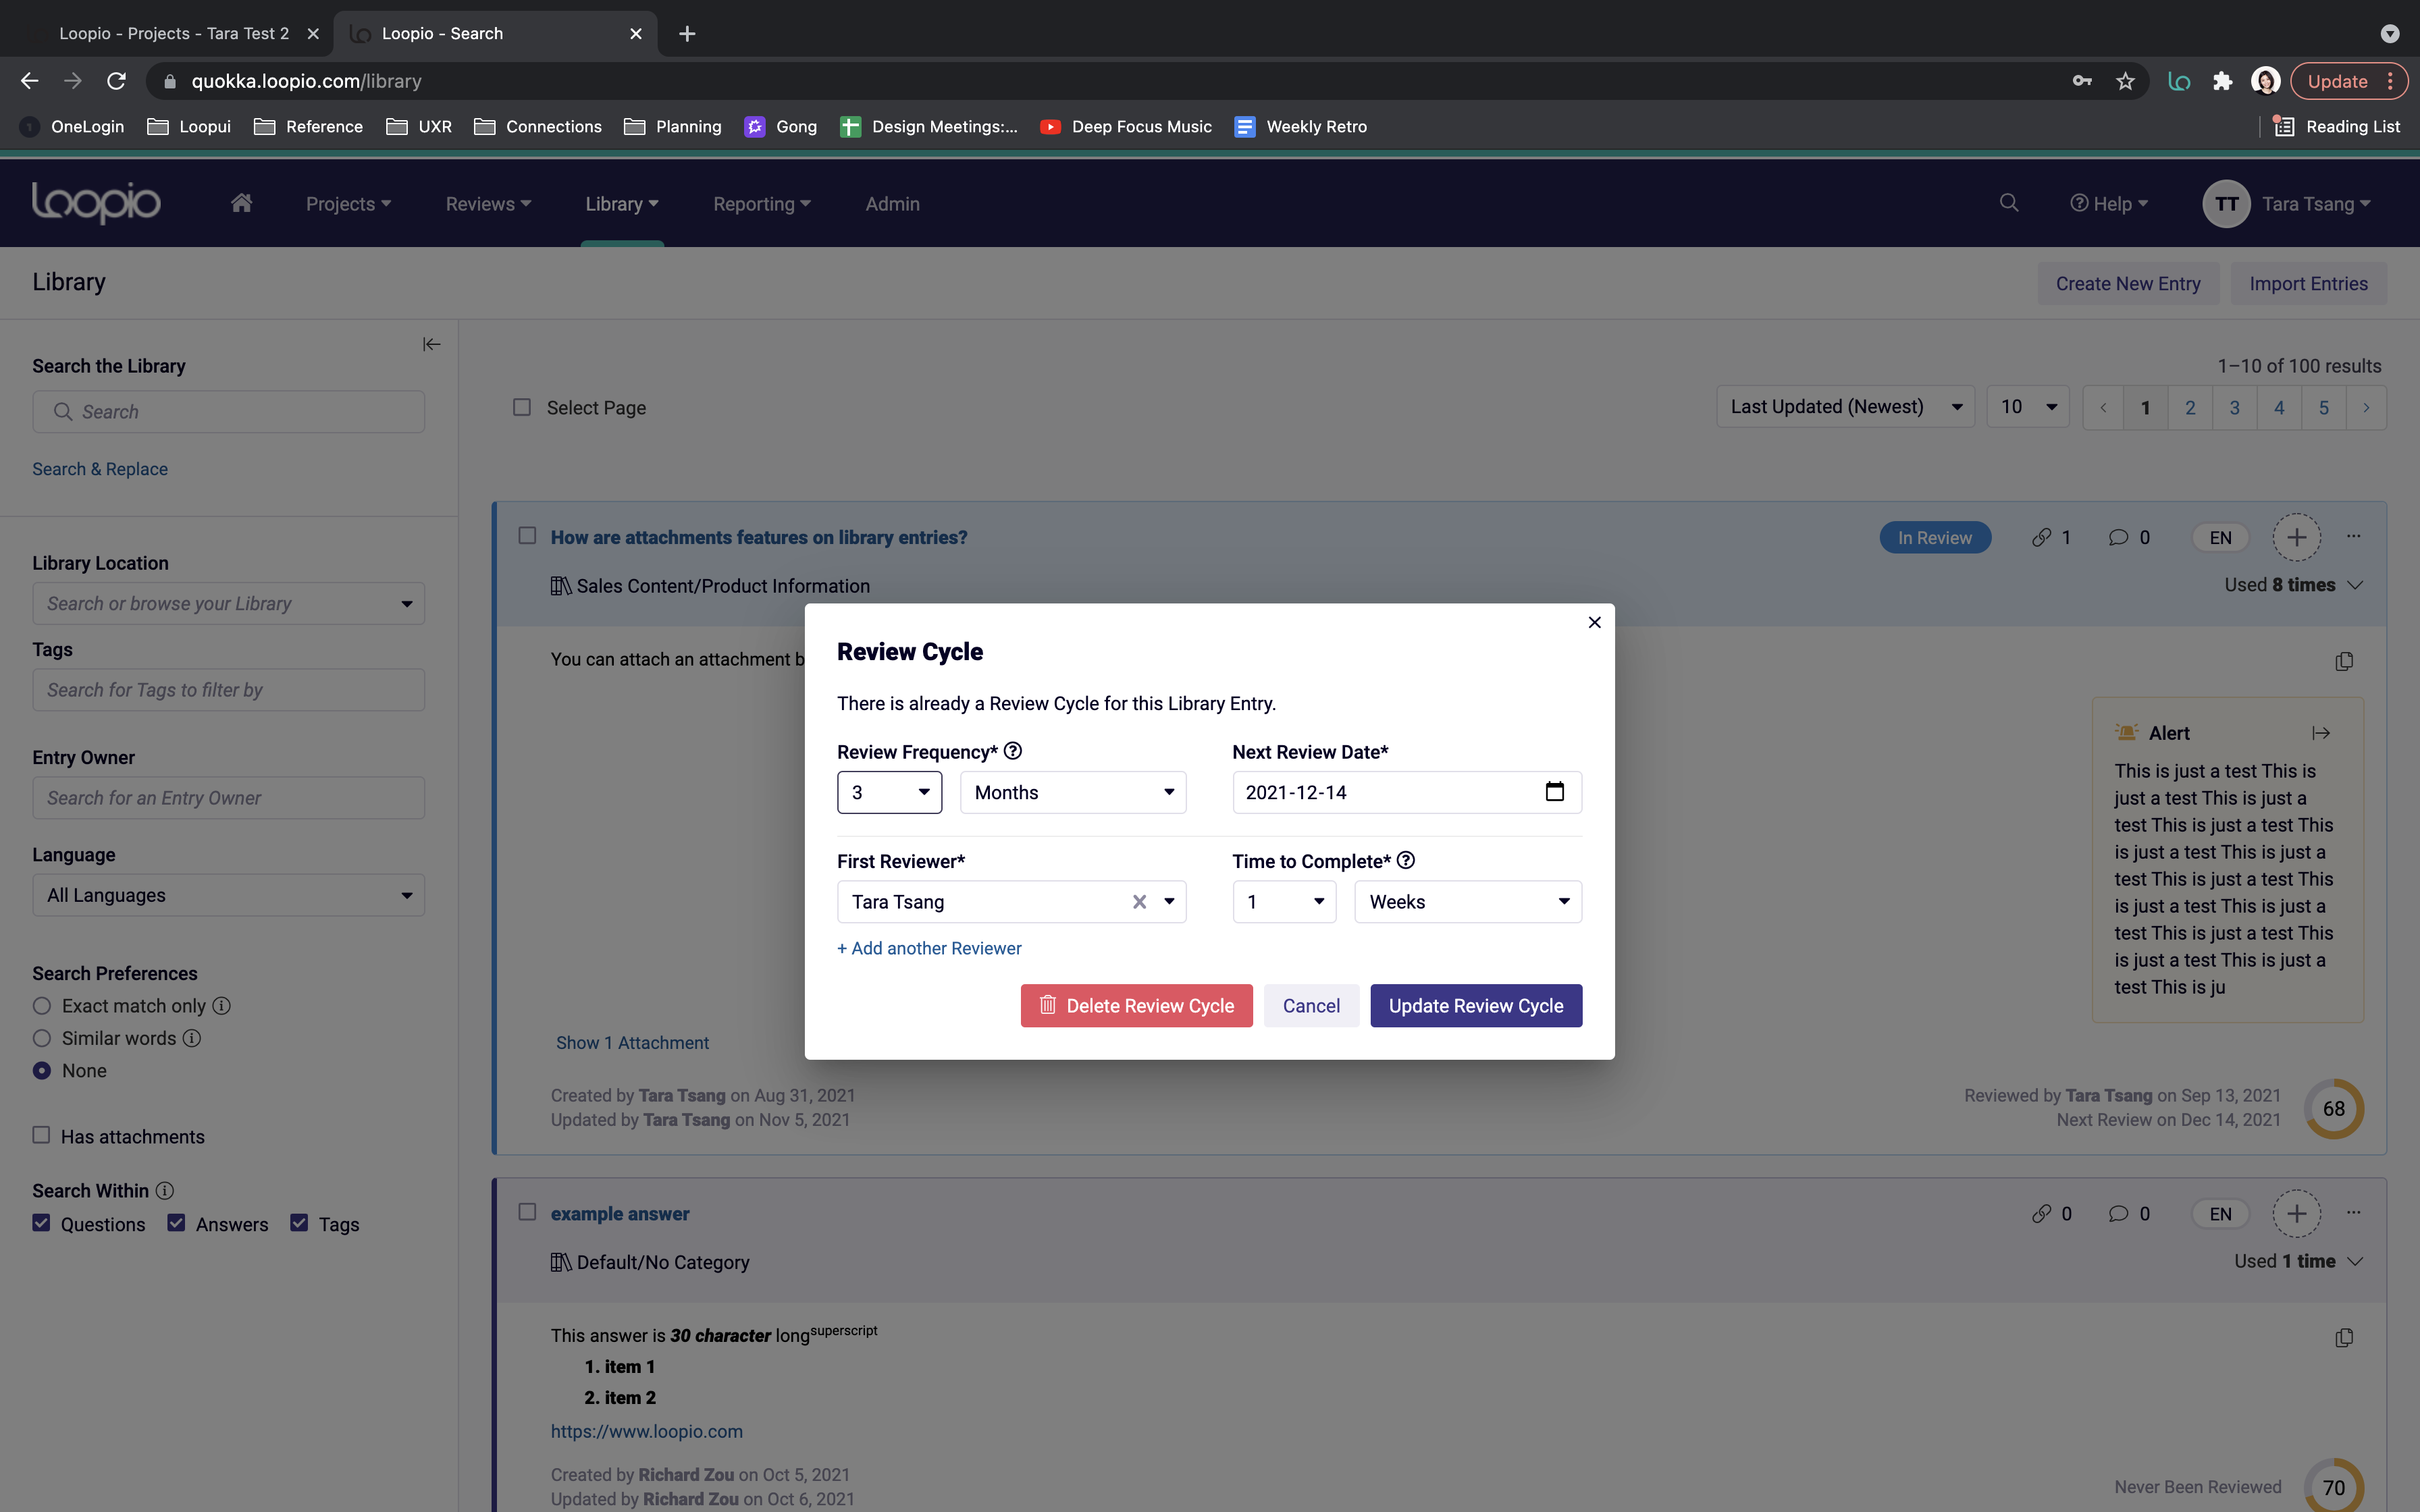 Loopio - Projects - Tara Test 2
Loopio - Search
quokka.loopio.com/library
Update
OneLogin
Loopui
Reference
UXR
Connections
Planning
Gong
Design Meetings:...
Deep Focus Music
Weekly Retro
Reading List
loopio
Projects
Reviews
Library
Reporting
Admin
Help
TT
Tara Tsang
Library
Create New Entry
Import Entries
Search the Library
Search
Search & Replace
Library Location
Search or browse your Library
Tags
Search for Tags to filter by
Entry Owner
Search for an Entry Owner
Language
All Languages
Search Preferences
Exact match only
Similar words
None
Has attachments
Search Within
Questions
Answers
Tags
1–10 of 100 results
Select Page
Last Updated (Newest)
10
1
2
3
4
5
How are attachments features on library entries?
In Review
1
0
EN
Sales Content/Product Information
Used 8 times
You can attach an attachment b
Alert
This is just a test This is
just a test This is just a
test This is just a test This
is just a test This is just a
test This is just a test This
is just a test This is just a
test This is just a test This
is just a test This is just a
test This is ju
Show 1 Attachment
Created by Tara Tsang on Aug 31, 2021
Updated by Tara Tsang on Nov 5, 2021
Reviewed by Tara Tsang on Sep 13, 2021
Next Review on Dec 14, 2021
68
Review Cycle
There is already a Review Cycle for this Library Entry.
Review Frequency*
Next Review Date*
3
Months
2021-12-14
First Reviewer*
Time to Complete*
Tara Tsang
1
Weeks
+ Add another Reviewer
Delete Review Cycle
Cancel
Update Review Cycle
example answer
0
0
EN
Default/No Category
Used 1 time
This answer is 30 character longsuperscript
1. item 1
2. item 2
https://www.loopio.com
Created by Richard Zou on Oct 5, 2021
Updated by Richard Zou on Oct 6, 2021
Never Been Reviewed
70